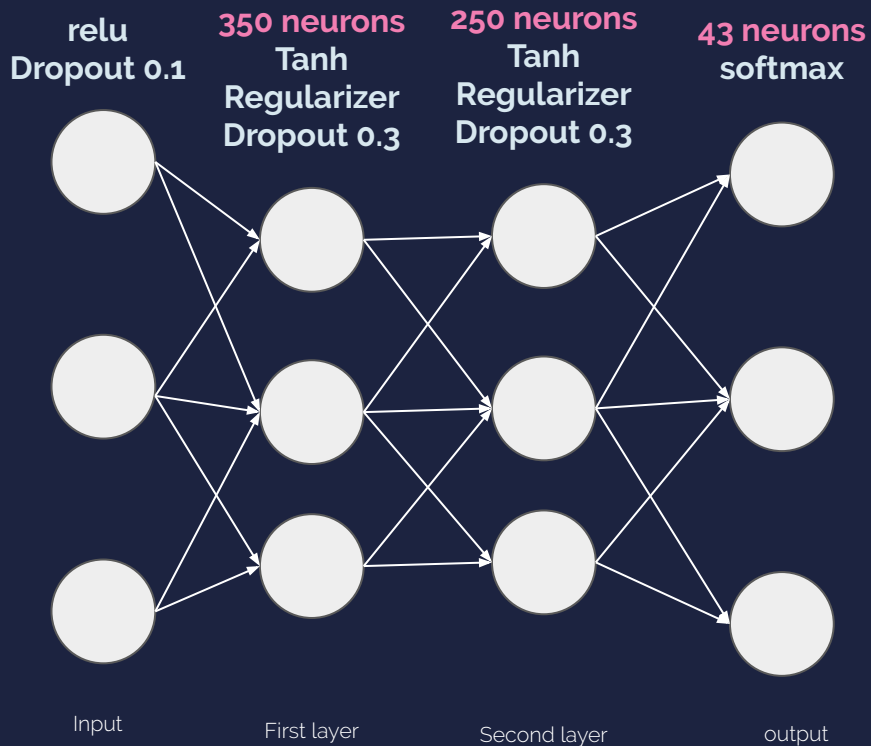 relu
Dropout 0.1
350 neurons
Tanh
Regularizer
Dropout 0.3
250 neurons
Tanh
Regularizer
Dropout 0.3
43 neurons
softmax
Input
First layer
Second layer
output